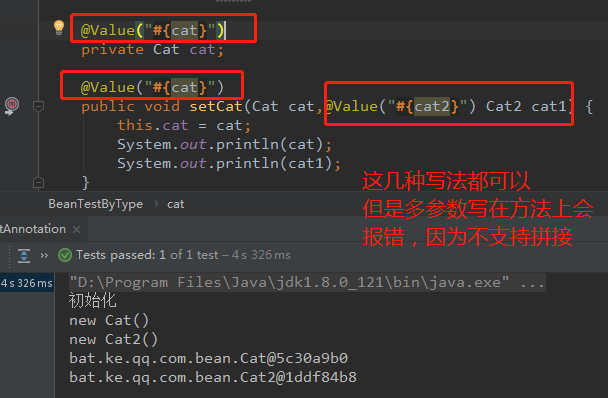 @Value("#{cat}")
private Cat cat;
@Value("#{cat}")
public void setCat(Cat cat,@Value("#{cat2}") Cat2 cat1) {
this.cat = cat;
System.out.println(cat);
System.out.println(cat1);
}
这几种写法都可以
但是多参数写在方法上会
报错，因为不支持拼接
BeanTestByType › cat
tAnnotation ×
» Tests passed: 1 of 1 test – 4 s 326 ms
4 s 326 ms
"D:\Program Files\Java\jdk1.8.0_121\bin\java.exe" ...
初始化
new Cat()
new Cat2()
bat.ke.qq.com.bean.Cat@5c30a9b0
bat.ke.qq.com.bean.Cat2@1ddf84b8